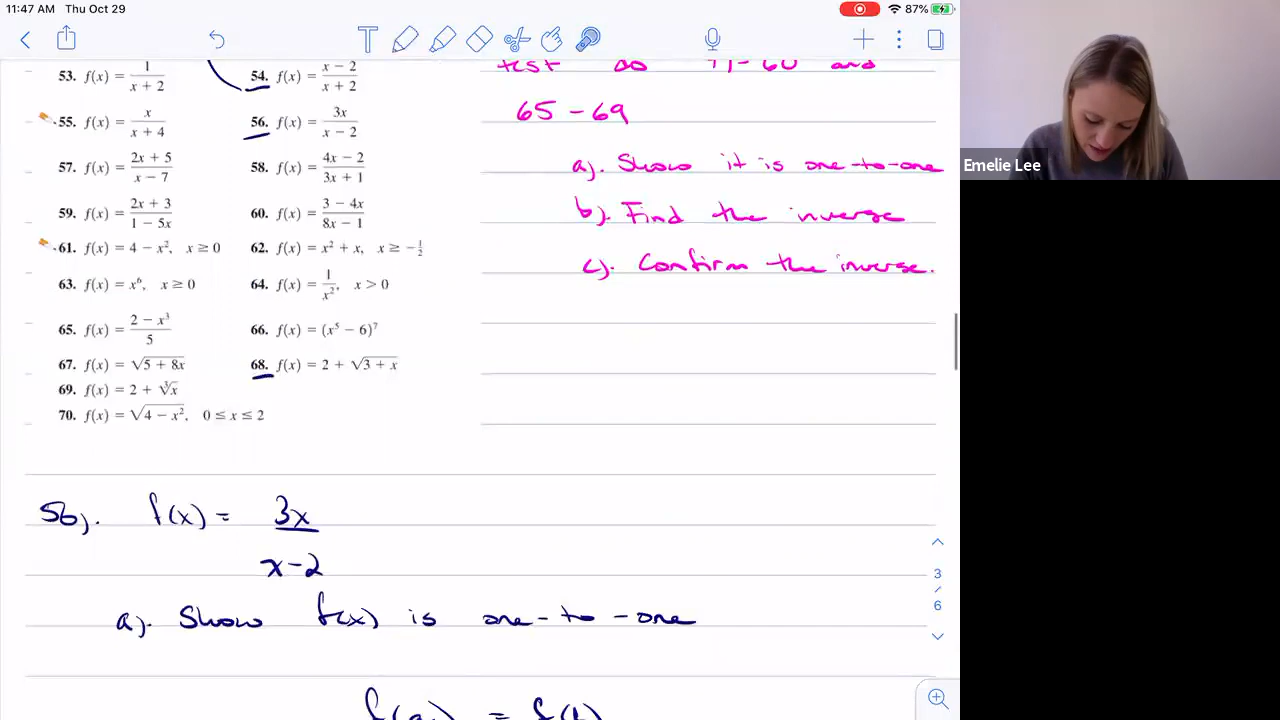 11:47 AM Thu Oct 29
87%
53. f(x) = 1/(x + 2)
54. f(x) = (x − 2)/(x + 2)
55. f(x) = x/(x + 4)
56. f(x) = 3x/(x − 2)
57. f(x) = (2x + 5)/(x − 7)
58. f(x) = (4x − 2)/(3x + 1)
59. f(x) = (2x + 3)/(1 − 5x)
60. f(x) = (3 − 4x)/(8x − 1)
61. f(x) = 4 − x², x ≥ 0
62. f(x) = x² + x, x ≥ −½
63. f(x) = x⁶, x ≥ 0
64. f(x) = 1/x², x > 0
65. f(x) = (2 − x³)/5
66. f(x) = (x⁵ − 6)⁷
67. f(x) = √(5 + 8x)
68. f(x) = 2 + √(3 + x)
69. f(x) = 2 + ∛x
70. f(x) = √(4 − x²), 0 ≤ x ≤ 2
test and
65 - 69
a). Show it is one-to-one
b). Find the inverse
c). Confirm the inverse.
56). f(x) = 3x/(x-2)
a). Show f(x) is one-to-one
f(a) = f(b)
3
/
6
Emelie Lee